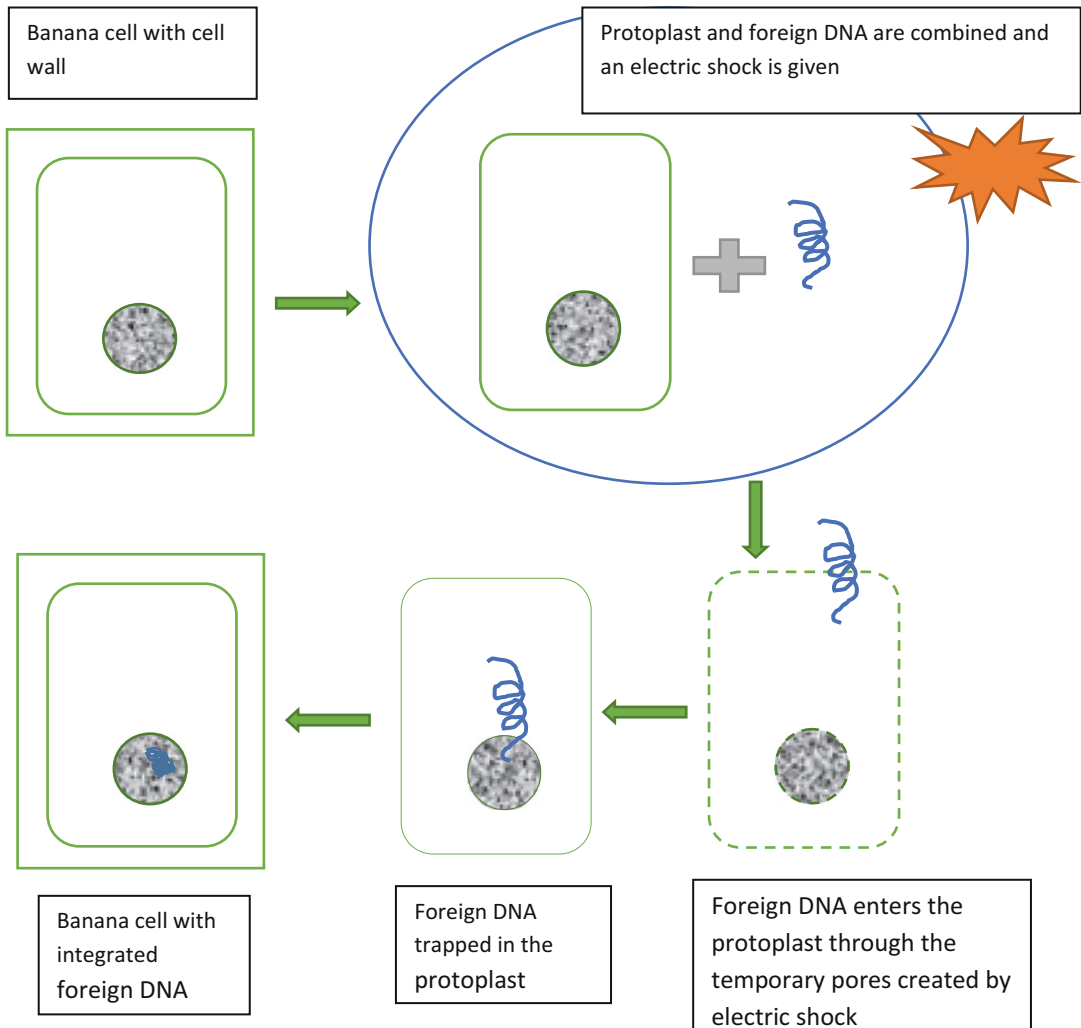 Banana cell with cell
wall
Protoplast and foreign DNA are combined and
an electric shock is given
Banana cell with
integrated
foreign DNA
Foreign DNA
trapped in the
protoplast
Foreign DNA enters the
protoplast through the
temporary pores created by
electric shock